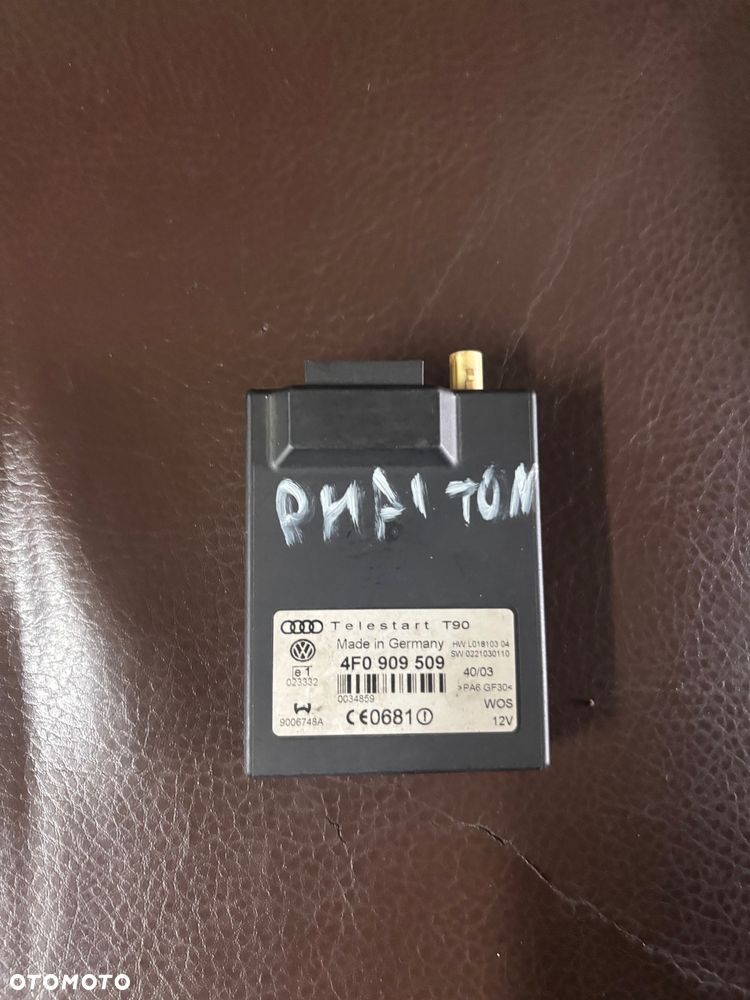 PHAITON
Telestart T90
Made in Germany
HW L018103 04
SW 0221030110
4F0 909 509
e1
023332
40/03
>PA6 GF30<
0034859
WOS
9006748A
CE0681
12V
OTOMOTO